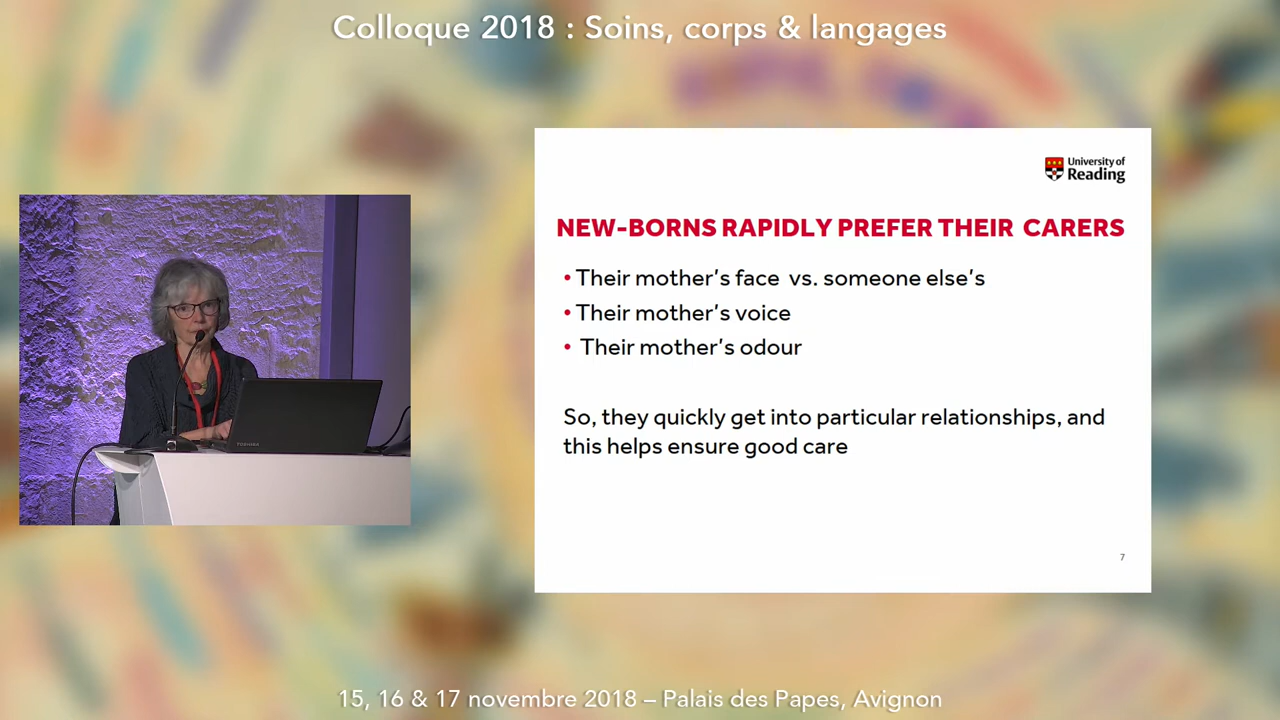 Colloque 2018 : Soins, corps & langages
University of
Reading
NEW-BORNS RAPIDLY PREFER THEIR CARERS
• Their mother's face vs. someone else's
• Their mother's voice
• Their mother's odour
So, they quickly get into particular relationships, and
this helps ensure good care
7
TOSHIBA
15, 16 & 17 novembre 2018 – Palais des Papes, Avignon